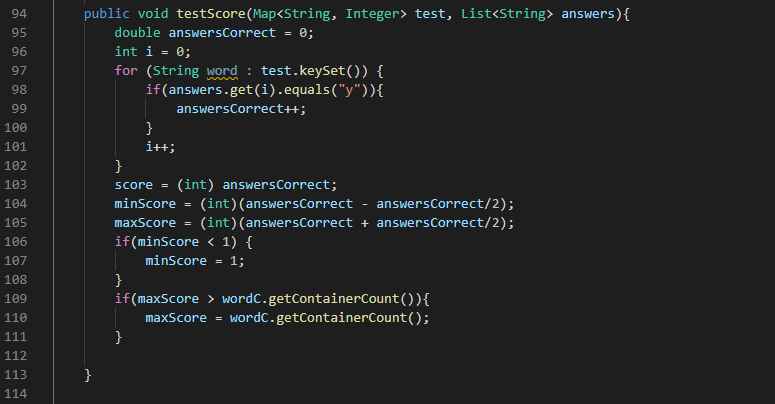 94 public void testScore(Map<String, Integer> test, List<String> answers){
95 double answersCorrect = 0;
96 int i = 0;
97 for (String word : test.keySet()) {
98 if(answers.get(i).equals("y")){
99 answersCorrect++;
100 }
101 i++;
102 }
103 score = (int) answersCorrect;
104 minScore = (int)(answersCorrect - answersCorrect/2);
105 maxScore = (int)(answersCorrect + answersCorrect/2);
106 if(minScore < 1) {
107 minScore = 1;
108 }
109 if(maxScore > wordC.getContainerCount()){
110 maxScore = wordC.getContainerCount();
111 }
112
113 }
114